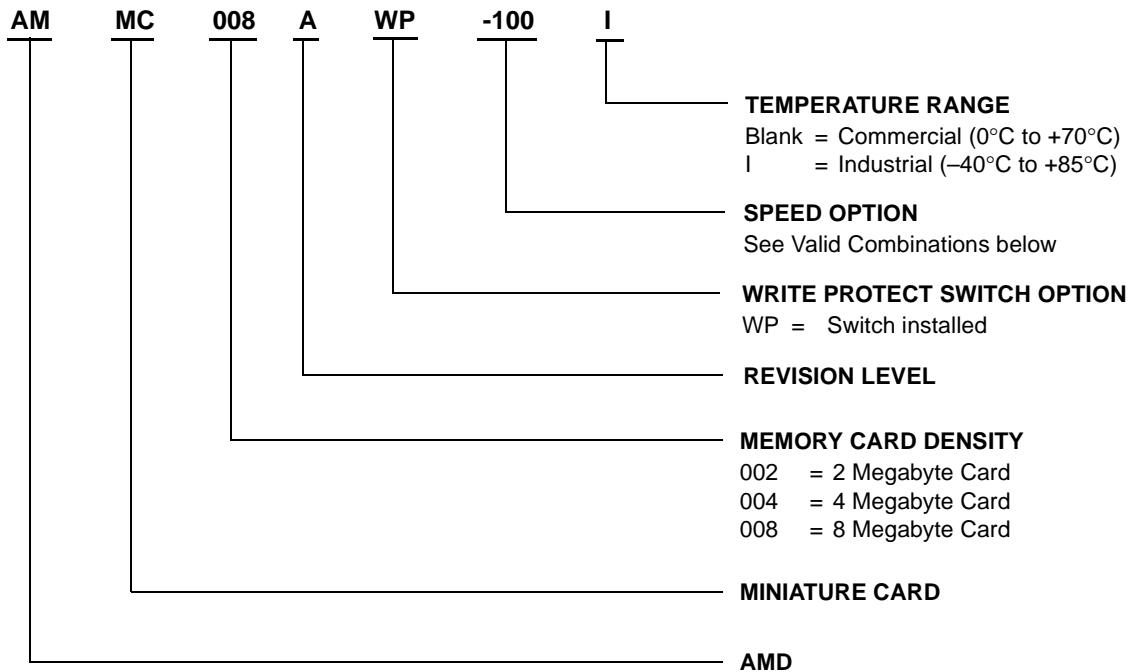 AM MC 008 A WP -100 I
TEMPERATURE RANGE
Blank = Commercial (0°C to +70°C)
I = Industrial (–40°C to +85°C)
SPEED OPTION
See Valid Combinations below
WRITE PROTECT SWITCH OPTION
WP = Switch installed
REVISION LEVEL
MEMORY CARD DENSITY
002 = 2 Megabyte Card
004 = 4 Megabyte Card
008 = 8 Megabyte Card
MINIATURE CARD
AMD